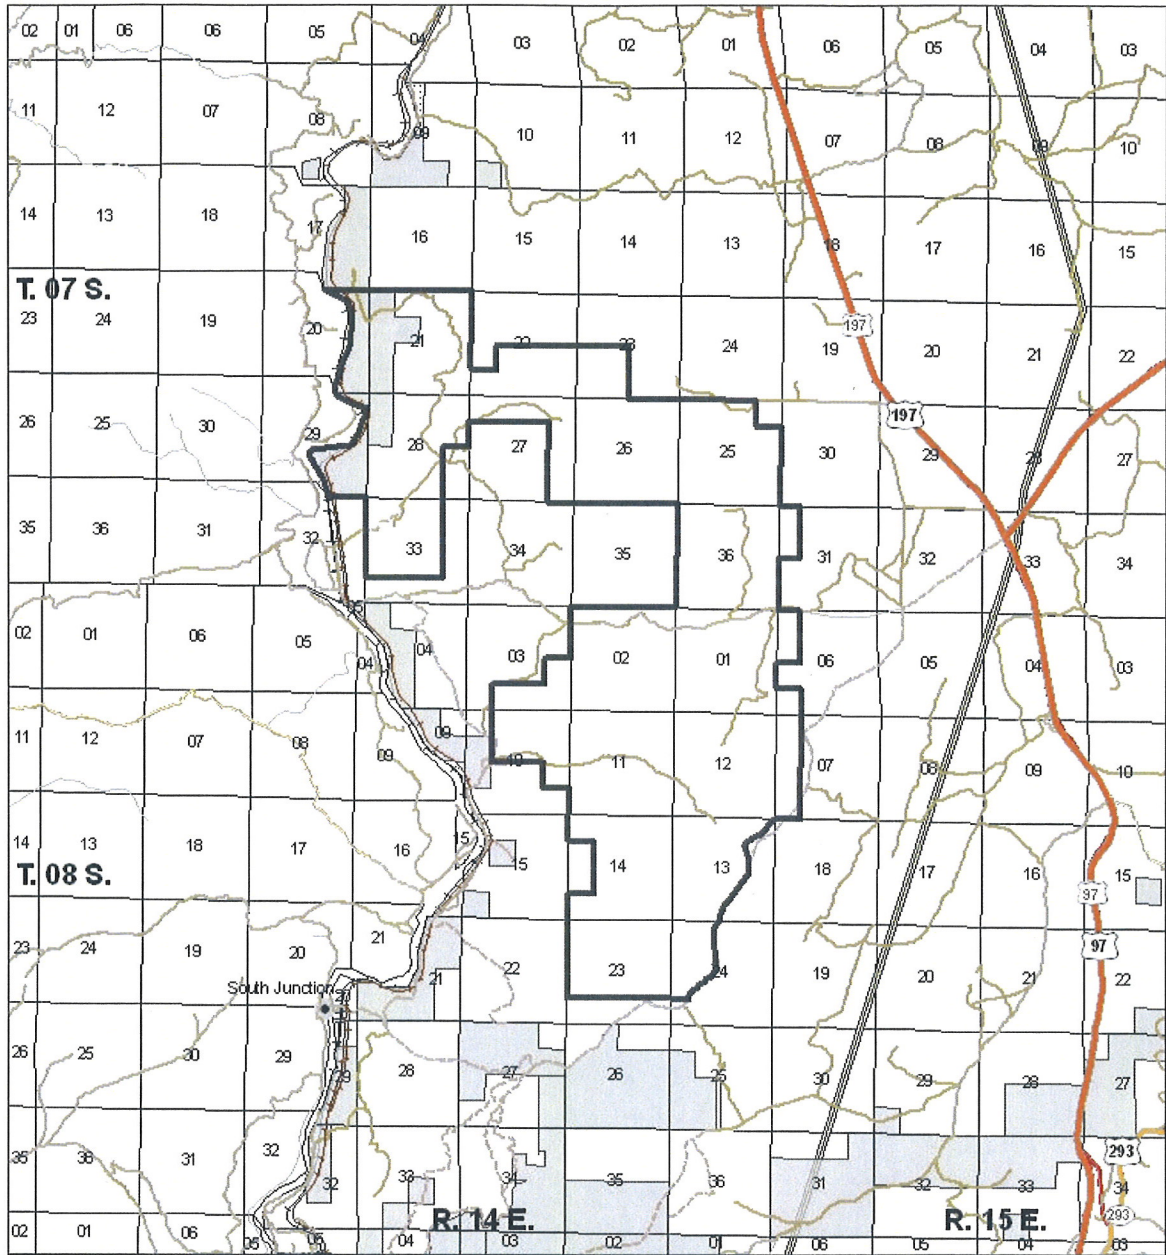 02 01 06 06 05 04 03 02 01 06 05 04 03
11 12 07 08 09 10 11 12 07 08 09 10
14 13 18 17 16 15 14 13 18 17 16 15
T. 07 S.
23 24 19 20 21 22 23 24 19 20 21 22
197
197
26 25 30 29 28 27 26 25 30 29 28 27
35 36 31 32 33 34 35 36 31 32 33 34
05
02 01 06 05 04 04 03 02 01 06 05 04 03
11 12 07 08 09 09 10 11 12 07 08 09 10
14 13 18 17 16 15 15 14 13 18 17 16 15
T. 08 S.
97
97
23 24 19 20 21 21 22 23 24 19 20 21 22
South Junction
20
26 25 30 29 29 28 27 26 25 30 29 28 27
293
35 36 31 32 32 33 34 35 36 31 32 33 34
R. 14 E. R. 15 E.
293
02 01 06 05 05 04 03 02 01 06 05 04 03